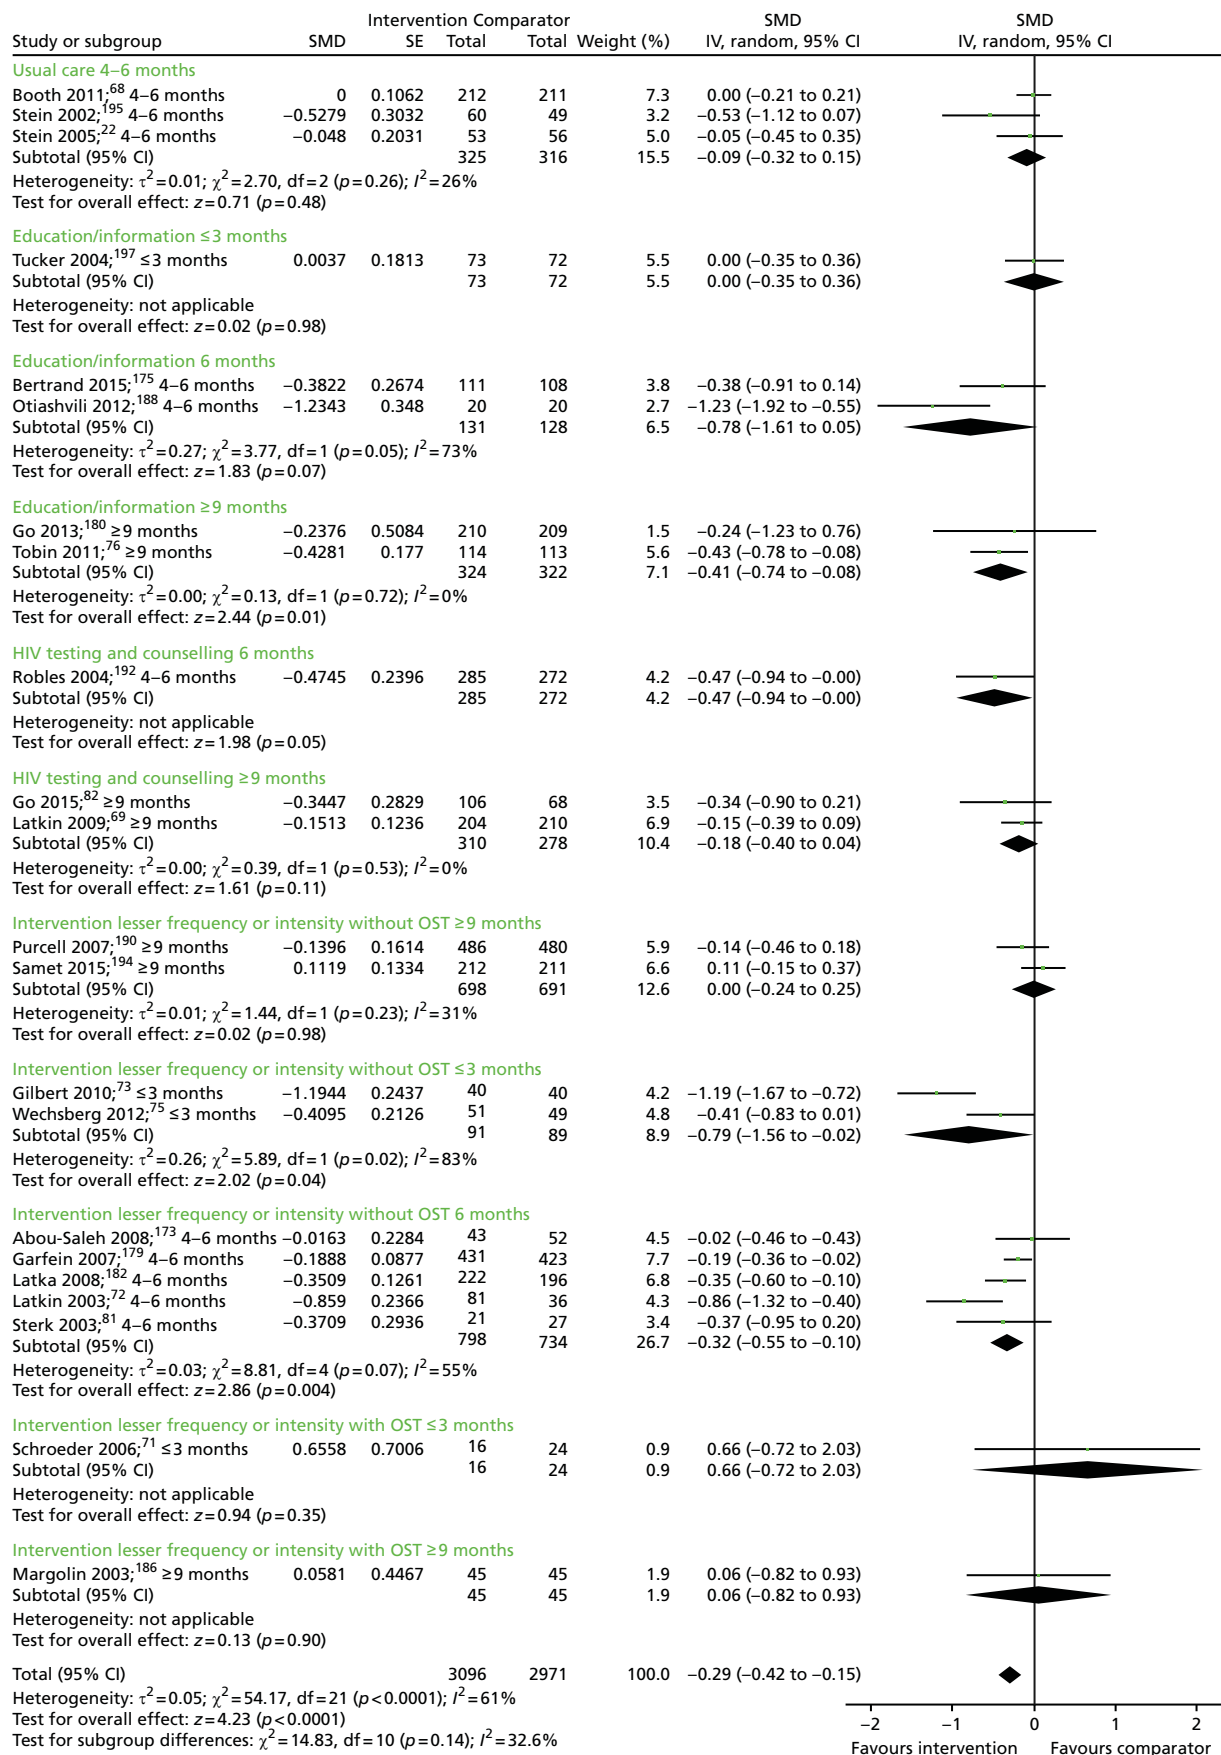 Intervention Comparator SMD SMD
Study or subgroup SMD SE Total Total Weight (%) IV, random, 95% CI IV, random, 95% CI
Usual care 4–6 months
Booth 2011;68 4–6 months 0 0.1062 212 211 7.3 0.00 (−0.21 to 0.21)
Stein 2002;195 4–6 months −0.5279 0.3032 60 49 3.2 −0.53 (−1.12 to 0.07)
Stein 2005;22 4–6 months −0.048 0.2031 53 56 5.0 −0.05 (−0.45 to 0.35)
Subtotal (95% CI) 325 316 15.5 −0.09 (−0.32 to 0.15)
Heterogeneity: τ2=0.01; χ2=2.70, df=2 (p=0.26); I2=26%
Test for overall effect: z=0.71 (p=0.48)
Education/information ≤3 months
Tucker 2004;197 ≤3 months 0.0037 0.1813 73 72 5.5 0.00 (−0.35 to 0.36)
Subtotal (95% CI) 73 72 5.5 0.00 (−0.35 to 0.36)
Heterogeneity: not applicable
Test for overall effect: z=0.02 (p=0.98)
Education/information 6 months
Bertrand 2015;175 4–6 months −0.3822 0.2674 111 108 3.8 −0.38 (−0.91 to 0.14)
Otiashvili 2012;188 4–6 months −1.2343 0.348 20 20 2.7 −1.23 (−1.92 to −0.55)
Subtotal (95% CI) 131 128 6.5 −0.78 (−1.61 to 0.05)
Heterogeneity: τ2=0.27; χ2=3.77, df=1 (p=0.05); I2=73%
Test for overall effect: z=1.83 (p=0.07)
Education/information ≥9 months
Go 2013;180 ≥9 months −0.2376 0.5084 210 209 1.5 −0.24 (−1.23 to 0.76)
Tobin 2011;76 ≥9 months −0.4281 0.177 114 113 5.6 −0.43 (−0.78 to −0.08)
Subtotal (95% CI) 324 322 7.1 −0.41 (−0.74 to −0.08)
Heterogeneity: τ2=0.00; χ2=0.13, df=1 (p=0.72); I2=0%
Test for overall effect: z=2.44 (p=0.01)
HIV testing and counselling 6 months
Robles 2004;192 4–6 months −0.4745 0.2396 285 272 4.2 −0.47 (−0.94 to −0.00)
Subtotal (95% CI) 285 272 4.2 −0.47 (−0.94 to −0.00)
Heterogeneity: not applicable
Test for overall effect: z=1.98 (p=0.05)
HIV testing and counselling ≥9 months
Go 2015;82 ≥9 months −0.3447 0.2829 106 68 3.5 −0.34 (−0.90 to 0.21)
Latkin 2009;69 ≥9 months −0.1513 0.1236 204 210 6.9 −0.15 (−0.39 to 0.09)
Subtotal (95% CI) 310 278 10.4 −0.18 (−0.40 to 0.04)
Heterogeneity: τ2=0.00; χ2=0.39, df=1 (p=0.53); I2=0%
Test for overall effect: z=1.61 (p=0.11)
Intervention lesser frequency or intensity without OST ≥9 months
Purcell 2007;190 ≥9 months −0.1396 0.1614 486 480 5.9 −0.14 (−0.46 to 0.18)
Samet 2015;194 ≥9 months 0.1119 0.1334 212 211 6.6 0.11 (−0.15 to 0.37)
Subtotal (95% CI) 698 691 12.6 0.00 (−0.24 to 0.25)
Heterogeneity: τ2=0.01; χ2=1.44, df=1 (p=0.23); I2=31%
Test for overall effect: z=0.02 (p=0.98)
Intervention lesser frequency or intensity without OST ≤3 months
Gilbert 2010;73 ≤3 months −1.1944 0.2437 40 40 4.2 −1.19 (−1.67 to −0.72)
Wechsberg 2012;75 ≤3 months −0.4095 0.2126 51 49 4.8 −0.41 (−0.83 to 0.01)
Subtotal (95% CI) 91 89 8.9 −0.79 (−1.56 to −0.02)
Heterogeneity: τ2=0.26; χ2=5.89, df=1 (p=0.02); I2=83%
Test for overall effect: z=2.02 (p=0.04)
Intervention lesser frequency or intensity without OST 6 months
Abou-Saleh 2008;173 4–6 months −0.0163 0.2284 43 52 4.5 −0.02 (−0.46 to −0.43)
Garfein 2007;179 4–6 months −0.1888 0.0877 431 423 7.7 −0.19 (−0.36 to −0.02)
Latka 2008;182 4–6 months −0.3509 0.1261 222 196 6.8 −0.35 (−0.60 to −0.10)
Latkin 2003;72 4–6 months −0.859 0.2366 81 36 4.3 −0.86 (−1.32 to −0.40)
Sterk 2003;81 4–6 months −0.3709 0.2936 21 27 3.4 −0.37 (−0.95 to 0.20)
Subtotal (95% CI) 798 734 26.7 −0.32 (−0.55 to −0.10)
Heterogeneity: τ2=0.03; χ2=8.81, df=4 (p=0.07); I2=55%
Test for overall effect: z=2.86 (p=0.004)
Intervention lesser frequency or intensity with OST ≤3 months
Schroeder 2006;71 ≤3 months 0.6558 0.7006 16 24 0.9 0.66 (−0.72 to 2.03)
Subtotal (95% CI) 16 24 0.9 0.66 (−0.72 to 2.03)
Heterogeneity: not applicable
Test for overall effect: z=0.94 (p=0.35)
Intervention lesser frequency or intensity with OST ≥9 months
Margolin 2003;186 ≥9 months 0.0581 0.4467 45 45 1.9 0.06 (−0.82 to 0.93)
Subtotal (95% CI) 45 45 1.9 0.06 (−0.82 to 0.93)
Heterogeneity: not applicable
Test for overall effect: z=0.13 (p=0.90)
Total (95% CI) 3096 2971 100.0 −0.29 (−0.42 to −0.15)
Heterogeneity: τ2=0.05; χ2=54.17, df=21 (p<0.0001); I2=61%
Test for overall effect: z=4.23 (p<0.0001)
Test for subgroup differences: χ2=14.83, df=10 (p=0.14); I2=32.6%
−2 −1 0 1 2
Favours intervention Favours comparator